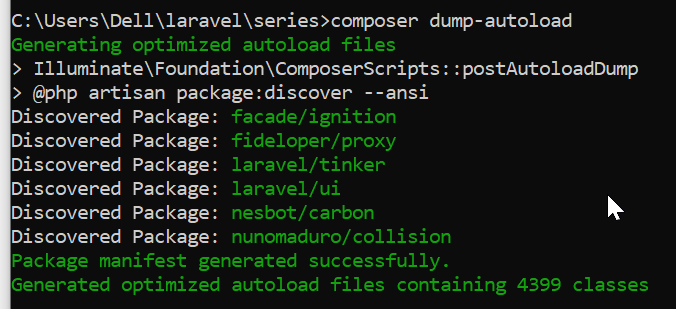 C:\Users\Dell\laravel\series>composer dump-autoload
Generating optimized autoload files
> Illuminate\Foundation\ComposerScripts::postAutoloadDump
> @php artisan package:discover --ansi
Discovered Package: facade/ignition
Discovered Package: fideloper/proxy
Discovered Package: laravel/tinker
Discovered Package: laravel/ui
Discovered Package: nesbot/carbon
Discovered Package: nunomaduro/collision
Package manifest generated successfully.
Generated optimized autoload files containing 4399 classes